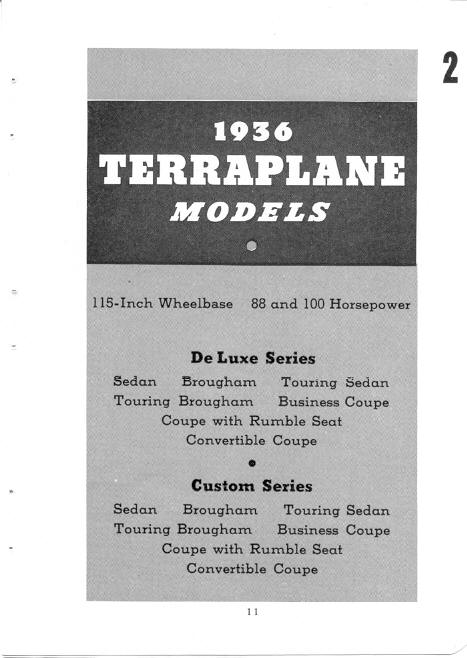 2
1936
TERRAPLANE
MODELS
115-Inch Wheelbase 88 and 100 Horsepower
De Luxe Series
Sedan Brougham Touring Sedan
Touring Brougham Business Coupe
Coupe with Rumble Seat
Convertible Coupe
Custom Series
Sedan Brougham Touring Sedan
Touring Brougham Business Coupe
Coupe with Rumble Seat
Convertible Coupe
11